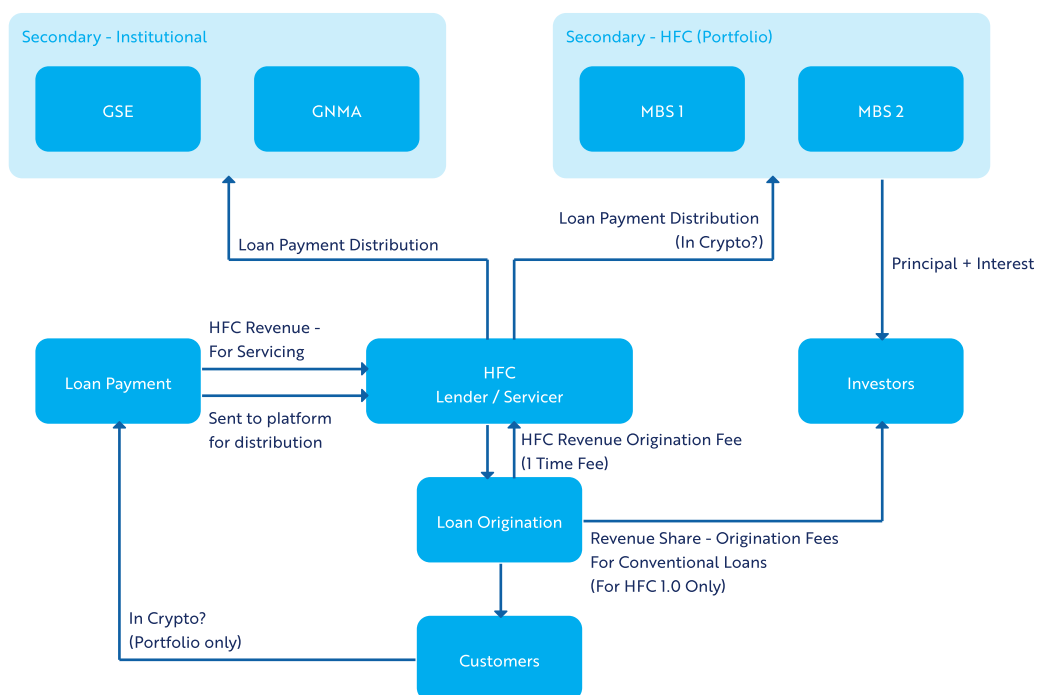 Secondary - Institutional
GSE
GNMA
Secondary - HFC (Portfolio)
MBS 1
MBS 2
Loan Payment Distribution
Loan Payment Distribution
(In Crypto?)
Principal + Interest
HFC Revenue -
For Servicing
Loan Payment
Sent to platform
for distribution
HFC
Lender / Servicer
Investors
HFC Revenue Origination Fee
(1 Time Fee)
Loan Origination
Revenue Share - Origination Fees
For Conventional Loans
(For HFC 1.0 Only)
In Crypto?
(Portfolio only)
Customers